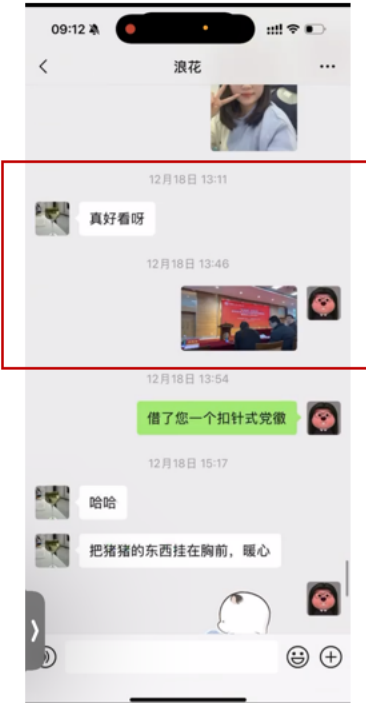 09:12
浪花
12月18日 13:11
真好看呀
12月18日 13:46
12月18日 13:54
借了您一个扣针式党徽
12月18日 15:17
哈哈
把猪猪的东西挂在胸前，暖心